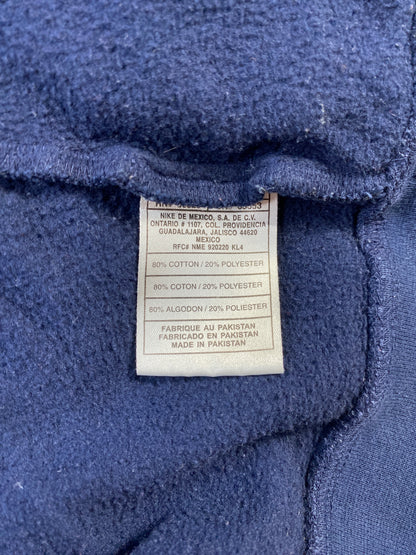 NIKE DE MEXICO, S.A. DE C.V.
ONTARIO # 1107, COL. PROVIDENCIA
GUADALAJARA, JALISCO 44620
MEXICO
RFC# NME 920220 KL4
80% COTTON / 20% POLYESTER
80% COTON / 20% POLYESTER
80% ALGODON / 20% POLIESTER
FABRIQUE AU PAKISTAN
FABRICADO EN PAKISTAN
MADE IN PAKISTAN